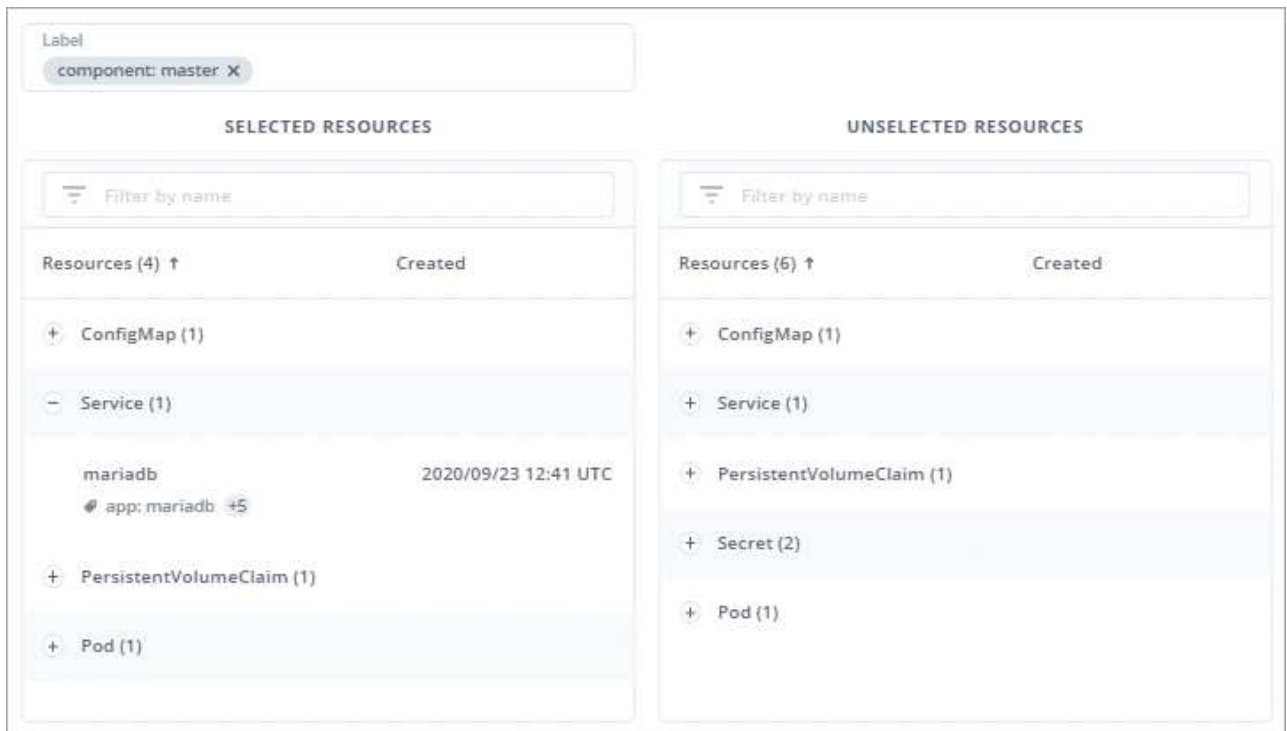 Label
component: master ×
SELECTED RESOURCES
Filter by name
Resources (4) ↑ Created
+ ConfigMap (1)
− Service (1)
mariadb 2020/09/23 12:41 UTC
app: mariadb +5
+ PersistentVolumeClaim (1)
+ Pod (1)
UNSELECTED RESOURCES
Filter by name
Resources (6) ↑ Created
+ ConfigMap (1)
+ Service (1)
+ PersistentVolumeClaim (1)
+ Secret (2)
+ Pod (1)